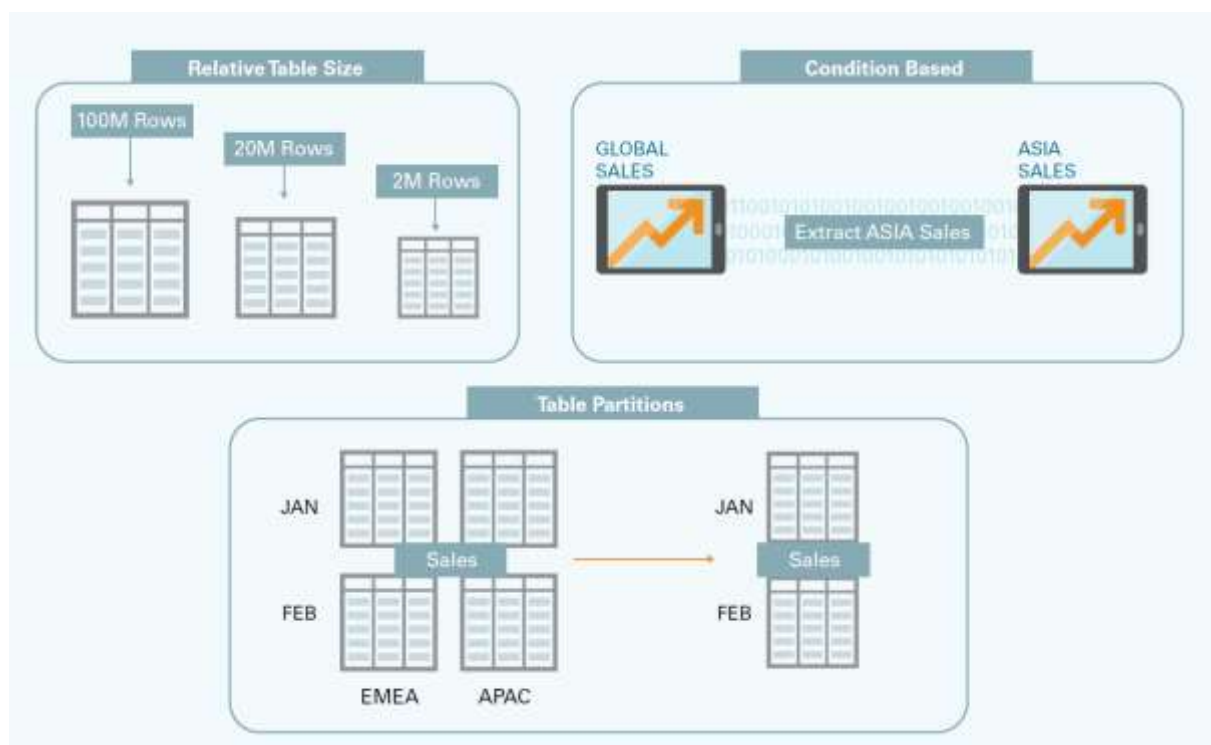 Relative Table Size
100M Rows
20M Rows
2M Rows
Condition Based
GLOBAL
SALES
ASIA
SALES
Extract ASIA Sales
Table Partitions
JAN
Sales
FEB
EMEA
APAC
JAN
Sales
FEB